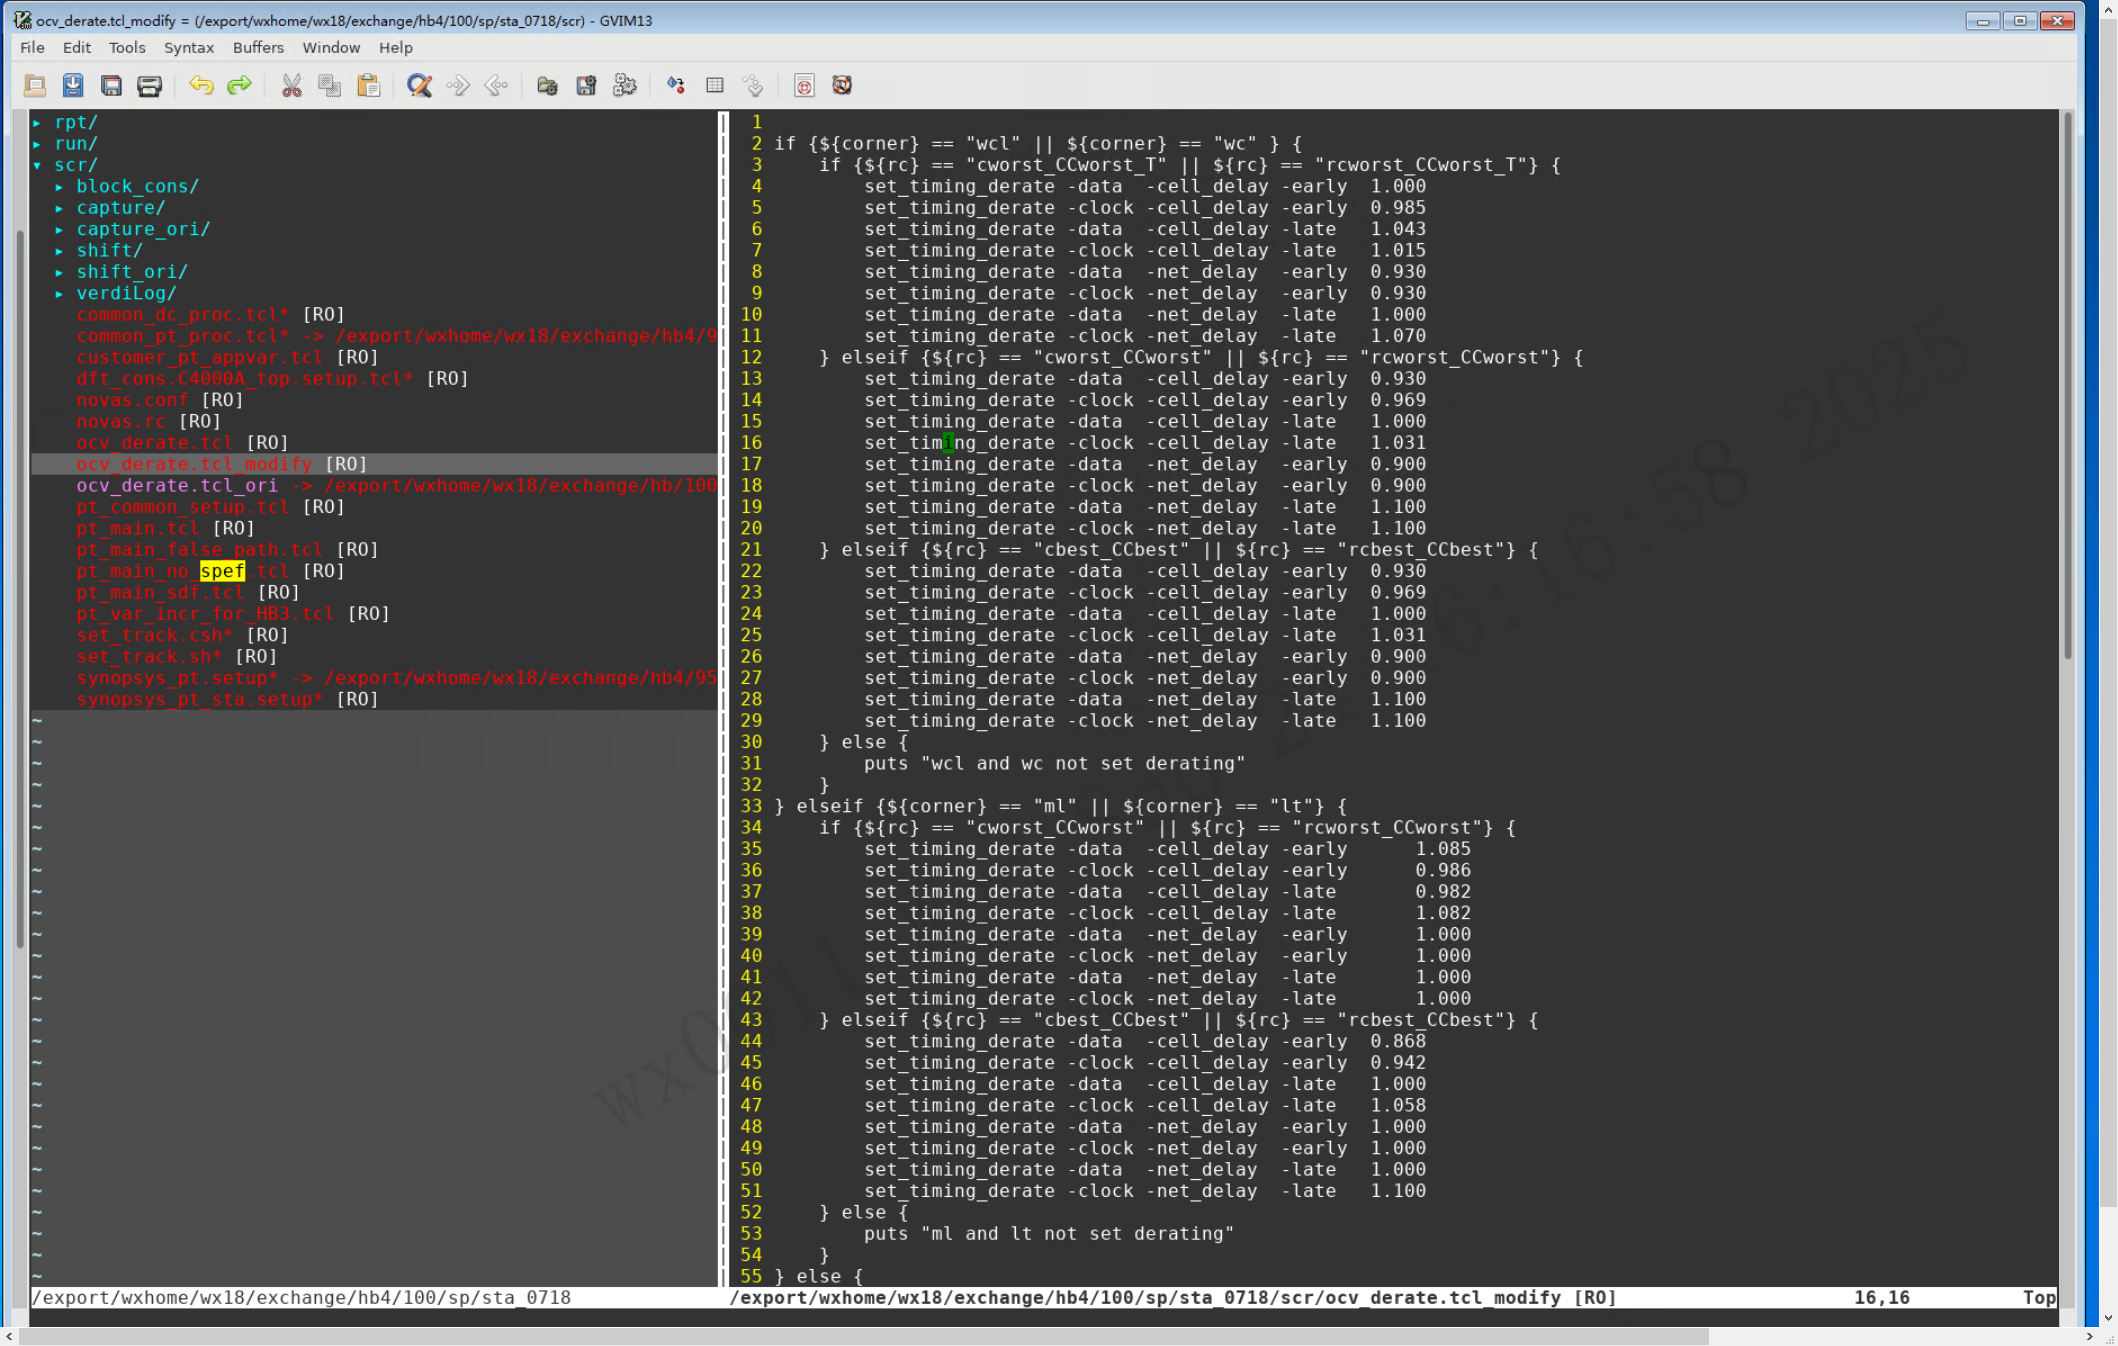 ocv_derate.tcl_modify = (/export/wxhome/wx18/exchange/hb4/100/sp/sta_0718/scr) - GVIM13
File Edit Tools Syntax Buffers Window Help
▸ rpt/
▸ run/
▾ scr/
▸ block_cons/
▸ capture/
▸ capture_ori/
▸ shift/
▸ shift_ori/
▸ verdiLog/
common_dc_proc.tcl* [RO]
common_pt_proc.tcl* -> /export/wxhome/wx18/exchange/hb4/9
customer_pt_appvar.tcl [RO]
dft_cons.C4000A_top.setup.tcl* [RO]
novas.conf [RO]
novas.rc [RO]
ocv_derate.tcl [RO]
ocv_derate.tcl_modify [RO]
ocv_derate.tcl_ori -> /export/wxhome/wx18/exchange/hb/100
pt_common_setup.tcl [RO]
pt_main.tcl [RO]
pt_main_false_path.tcl [RO]
pt_main_no_spef.tcl [RO]
pt_main_sdf.tcl [RO]
pt_var_incr_for_HB3.tcl [RO]
set_track.csh* [RO]
set_track.sh* [RO]
synopsys_pt.setup* -> /export/wxhome/wx18/exchange/hb4/95
synopsys_pt_sta.setup* [RO]
/export/wxhome/wx18/exchange/hb4/100/sp/sta_0718
1
2 if {${corner} == "wcl" || ${corner} == "wc" } {
3 if {${rc} == "cworst_CCworst_T" || ${rc} == "rcworst_CCworst_T"} {
4 set_timing_derate -data -cell_delay -early 1.000
5 set_timing_derate -clock -cell_delay -early 0.985
6 set_timing_derate -data -cell_delay -late 1.043
7 set_timing_derate -clock -cell_delay -late 1.015
8 set_timing_derate -data -net_delay -early 0.930
9 set_timing_derate -clock -net_delay -early 0.930
10 set_timing_derate -data -net_delay -late 1.000
11 set_timing_derate -clock -net_delay -late 1.070
12 } elseif {${rc} == "cworst_CCworst" || ${rc} == "rcworst_CCworst"} {
13 set_timing_derate -data -cell_delay -early 0.930
14 set_timing_derate -clock -cell_delay -early 0.969
15 set_timing_derate -data -cell_delay -late 1.000
16 set_timing_derate -clock -cell_delay -late 1.031
17 set_timing_derate -data -net_delay -early 0.900
18 set_timing_derate -clock -net_delay -early 0.900
19 set_timing_derate -data -net_delay -late 1.100
20 set_timing_derate -clock -net_delay -late 1.100
21 } elseif {${rc} == "cbest_CCbest" || ${rc} == "rcbest_CCbest"} {
22 set_timing_derate -data -cell_delay -early 0.930
23 set_timing_derate -clock -cell_delay -early 0.969
24 set_timing_derate -data -cell_delay -late 1.000
25 set_timing_derate -clock -cell_delay -late 1.031
26 set_timing_derate -data -net_delay -early 0.900
27 set_timing_derate -clock -net_delay -early 0.900
28 set_timing_derate -data -net_delay -late 1.100
29 set_timing_derate -clock -net_delay -late 1.100
30 } else {
31 puts "wcl and wc not set derating"
32 }
33 } elseif {${corner} == "ml" || ${corner} == "lt"} {
34 if {${rc} == "cworst_CCworst" || ${rc} == "rcworst_CCworst"} {
35 set_timing_derate -data -cell_delay -early 1.085
36 set_timing_derate -clock -cell_delay -early 0.986
37 set_timing_derate -data -cell_delay -late 0.982
38 set_timing_derate -clock -cell_delay -late 1.082
39 set_timing_derate -data -net_delay -early 1.000
40 set_timing_derate -clock -net_delay -early 1.000
41 set_timing_derate -data -net_delay -late 1.000
42 set_timing_derate -clock -net_delay -late 1.000
43 } elseif {${rc} == "cbest_CCbest" || ${rc} == "rcbest_CCbest"} {
44 set_timing_derate -data -cell_delay -early 0.868
45 set_timing_derate -clock -cell_delay -early 0.942
46 set_timing_derate -data -cell_delay -late 1.000
47 set_timing_derate -clock -cell_delay -late 1.058
48 set_timing_derate -data -net_delay -early 1.000
49 set_timing_derate -clock -net_delay -early 1.000
50 set_timing_derate -data -net_delay -late 1.000
51 set_timing_derate -clock -net_delay -late 1.100
52 } else {
53 puts "ml and lt not set derating"
54 }
55 } else {
/export/wxhome/wx18/exchange/hb4/100/sp/sta_0718/scr/ocv_derate.tcl_modify [RO] 16,16 Top